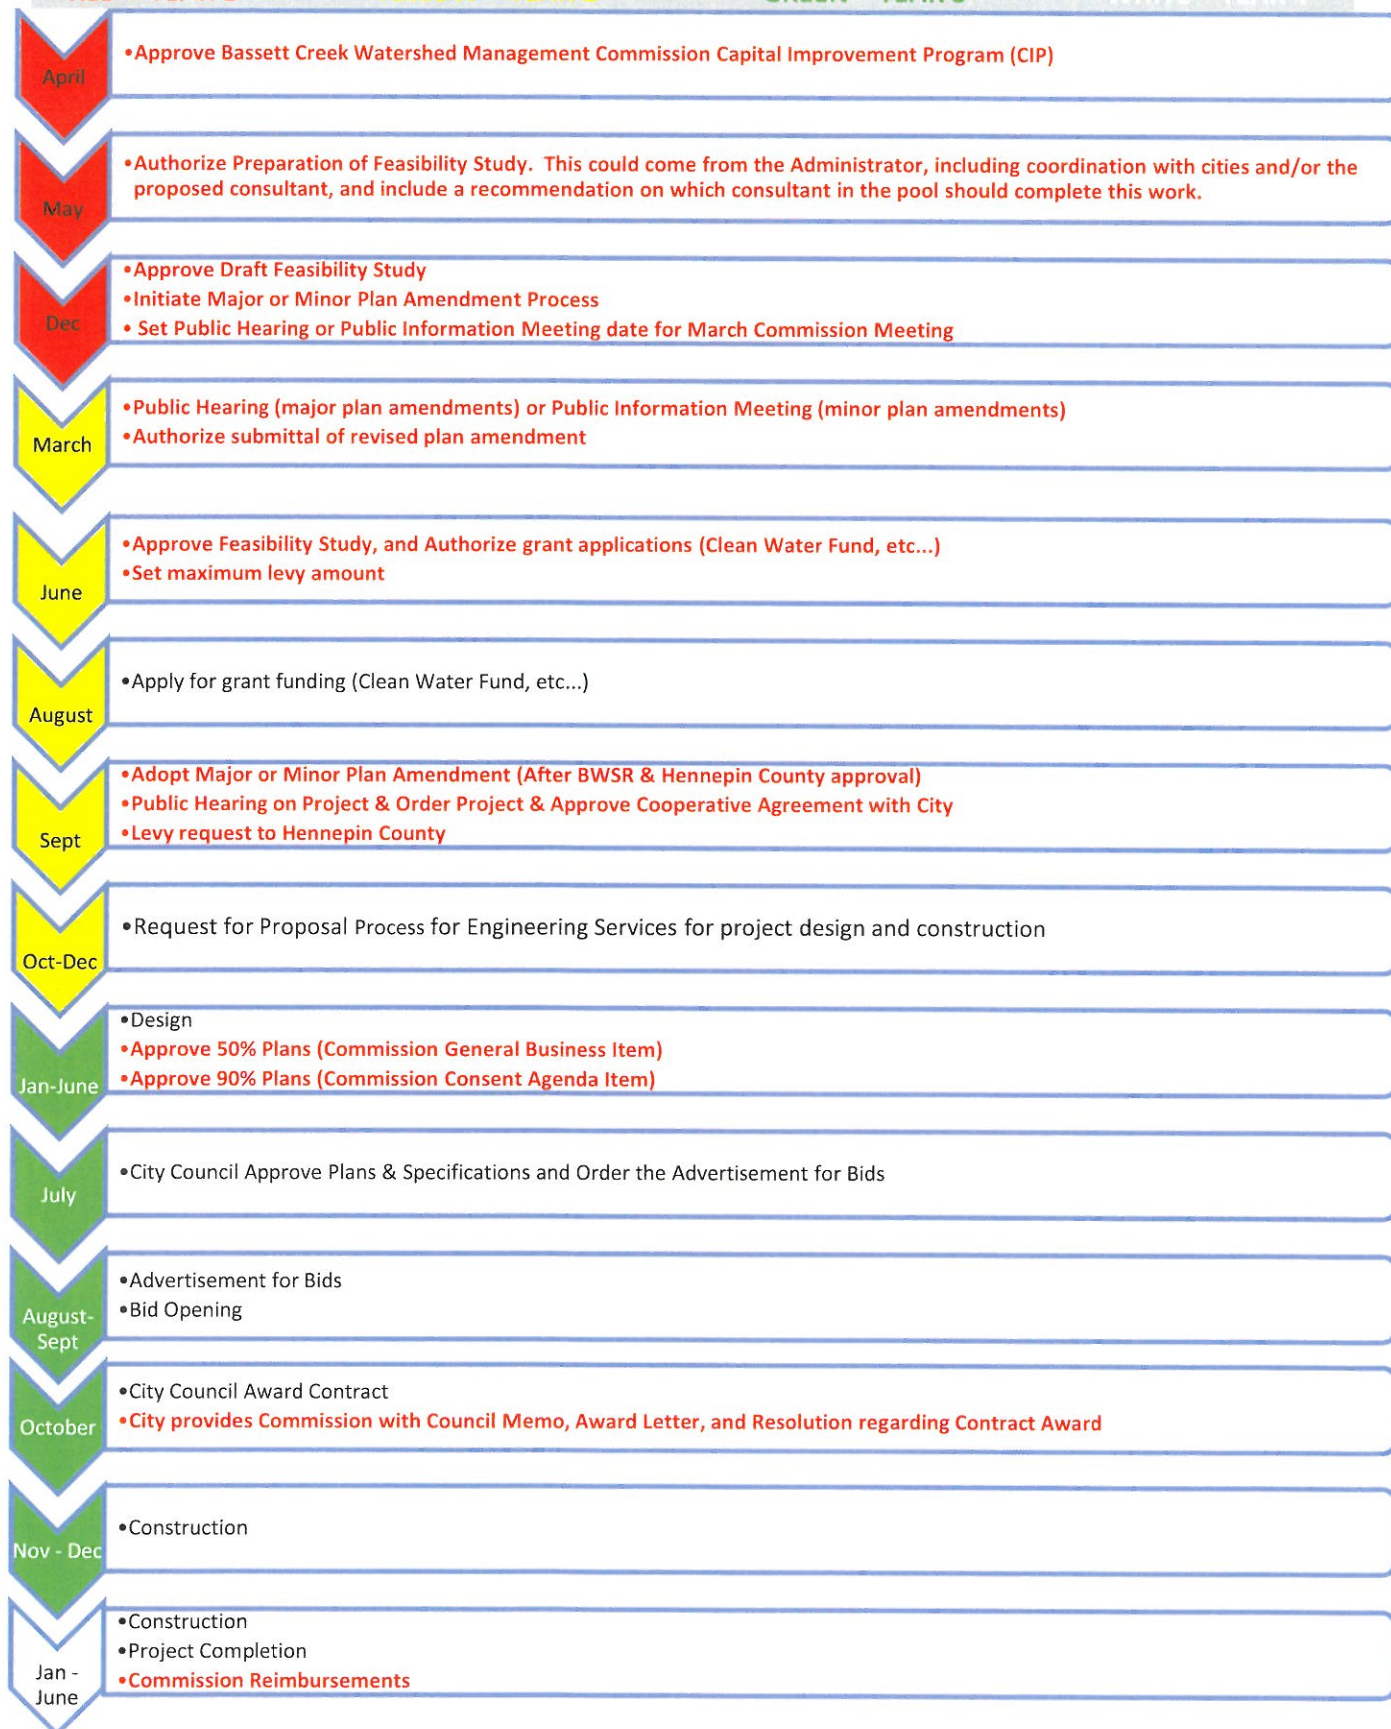 April
•Approve Bassett Creek Watershed Management Commission Capital Improvement Program (CIP)
May
•Authorize Preparation of Feasibility Study. This could come from the Administrator, including coordination with cities and/or the
proposed consultant, and include a recommendation on which consultant in the pool should complete this work.
Dec
•Approve Draft Feasibility Study
•Initiate Major or Minor Plan Amendment Process
• Set Public Hearing or Public Information Meeting date for March Commission Meeting
March
•Public Hearing (major plan amendments) or Public Information Meeting (minor plan amendments)
•Authorize submittal of revised plan amendment
June
•Approve Feasibility Study, and Authorize grant applications (Clean Water Fund, etc...)
•Set maximum levy amount
August
•Apply for grant funding (Clean Water Fund, etc...)
Sept
•Adopt Major or Minor Plan Amendment (After BWSR & Hennepin County approval)
•Public Hearing on Project & Order Project & Approve Cooperative Agreement with City
•Levy request to Hennepin County
Oct-Dec
•Request for Proposal Process for Engineering Services for project design and construction
Jan-June
•Design
•Approve 50% Plans (Commission General Business Item)
•Approve 90% Plans (Commission Consent Agenda Item)
July
•City Council Approve Plans & Specifications and Order the Advertisement for Bids
August-
Sept
•Advertisement for Bids
•Bid Opening
October
•City Council Award Contract
•City provides Commission with Council Memo, Award Letter, and Resolution regarding Contract Award
Nov - Dec
•Construction
Jan -
June
•Construction
•Project Completion
•Commission Reimbursements